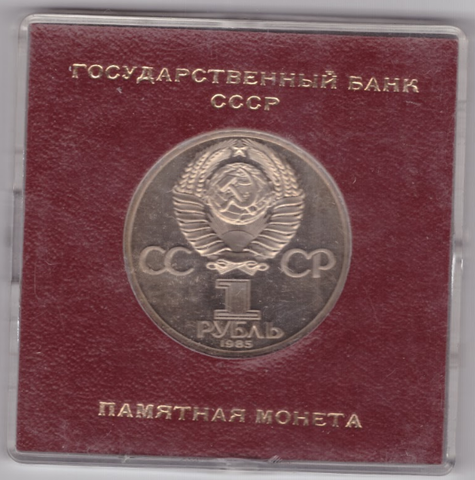 ГОСУДАРСТВЕННЫЙ БАНК
СССР
СС СР
1
РУБЛЬ
1985
ПАМЯТНАЯ МОНЕТА